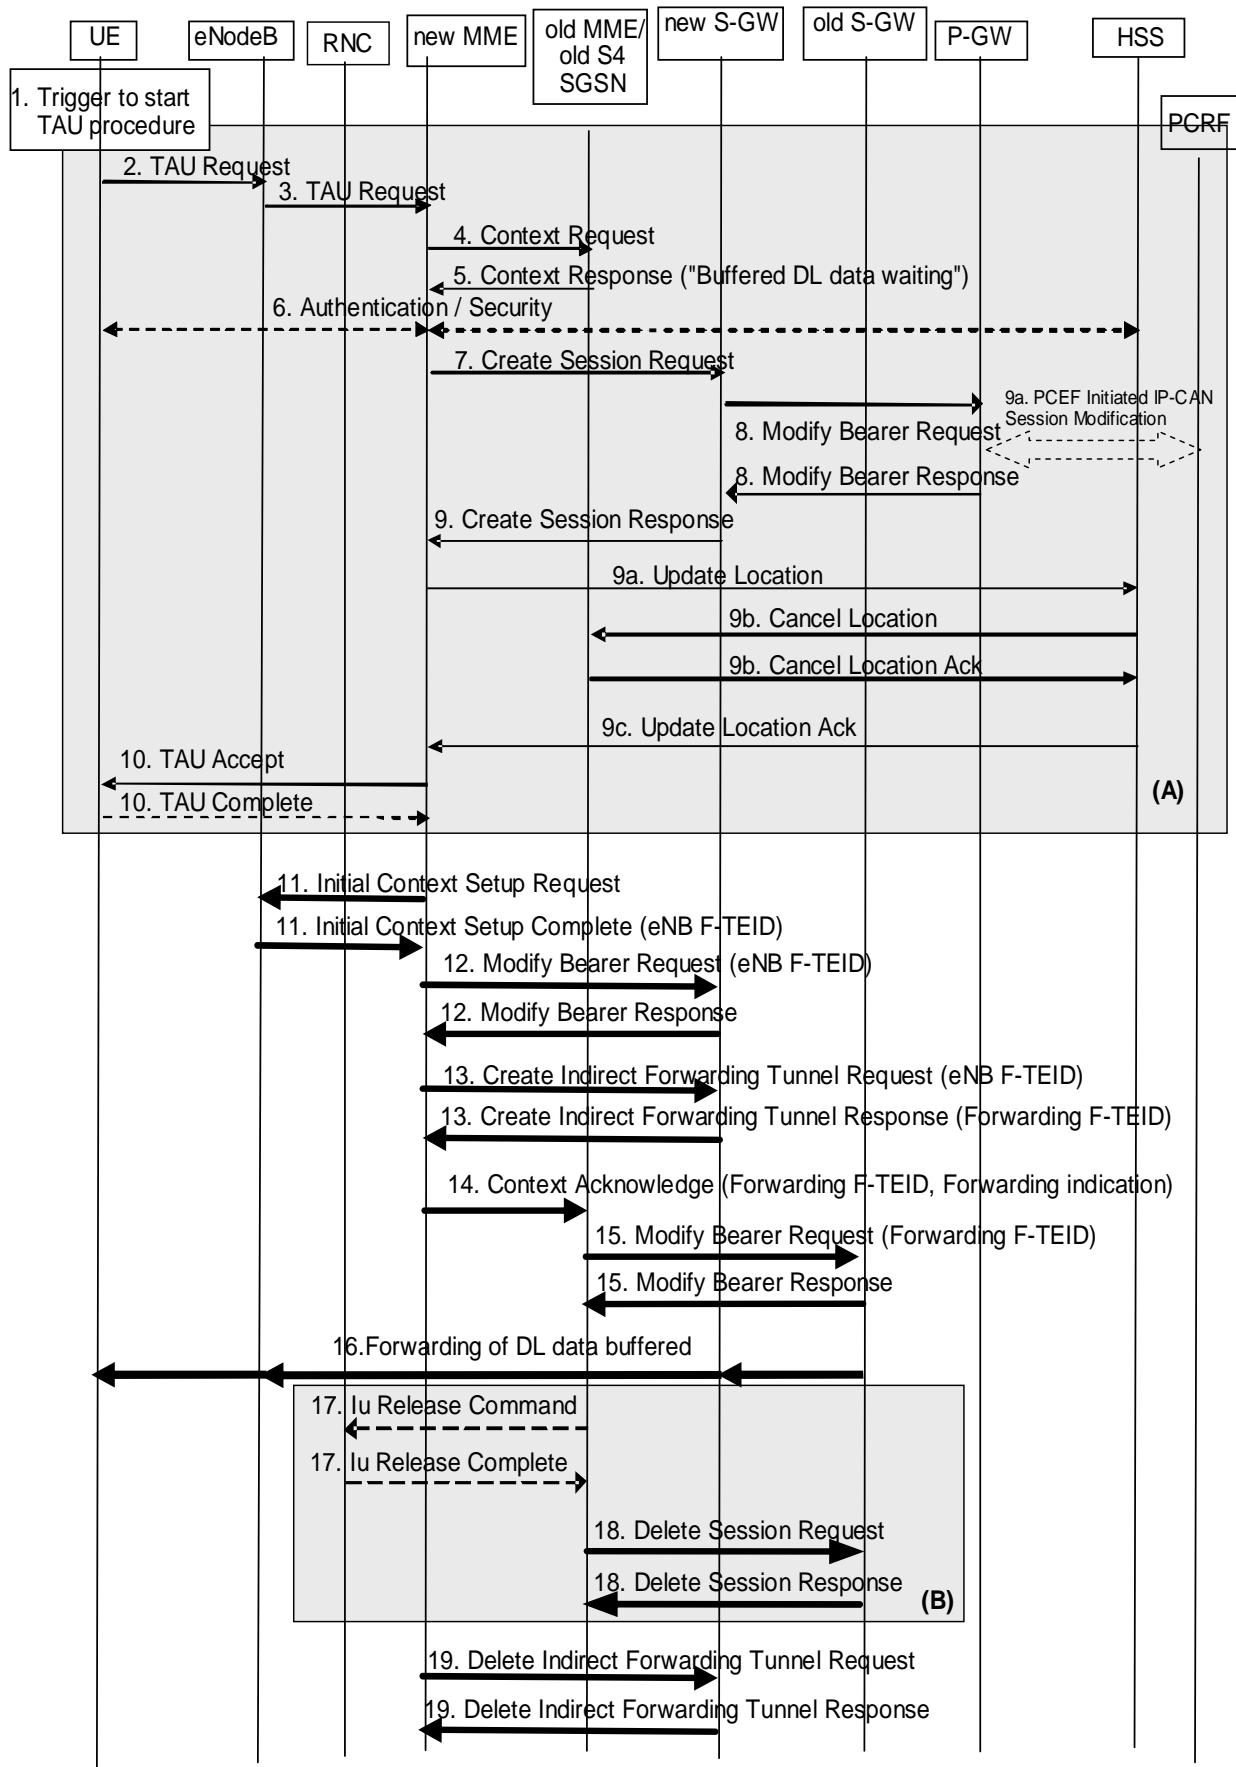 UE
eNodeB
RNC
new MME
old MME/
old S4
SGSN
new S-GW
old S-GW
P-GW
HSS
PCRF
1. Trigger to start
TAU procedure
2. TAU Request
3. TAU Request
4. Context Request
5. Context Response ("Buffered DL data waiting")
6. Authentication / Security
7. Create Session Request
9a. PCEF Initiated IP-CAN
Session Modification
8. Modify Bearer Request
8. Modify Bearer Response
9. Create Session Response
9a. Update Location
9b. Cancel Location
9b. Cancel Location Ack
9c. Update Location Ack
10. TAU Accept
10. TAU Complete
(A)
11. Initial Context Setup Request
11. Initial Context Setup Complete (eNB F-TEID)
12. Modify Bearer Request (eNB F-TEID)
12. Modify Bearer Response
13. Create Indirect Forwarding Tunnel Request (eNB F-TEID)
13. Create Indirect Forwarding Tunnel Response (Forwarding F-TEID)
14. Context Acknowledge (Forwarding F-TEID, Forwarding indication)
15. Modify Bearer Request (Forwarding F-TEID)
15. Modify Bearer Response
16.Forwarding of DL data buffered
17. Iu Release Command
17. Iu Release Complete
18. Delete Session Request
18. Delete Session Response
(B)
19. Delete Indirect Forwarding Tunnel Request
19. Delete Indirect Forwarding Tunnel Response